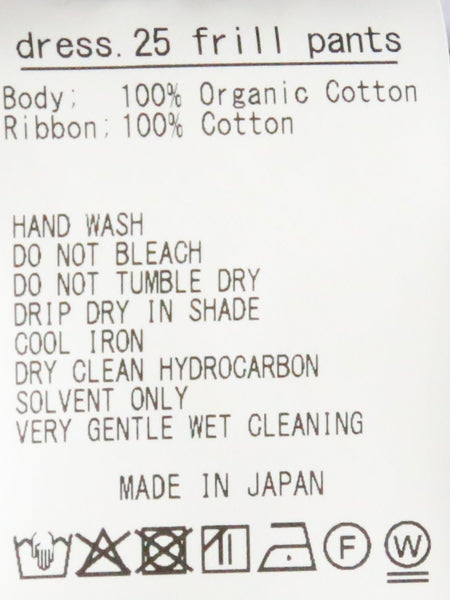 dress. 25 frill pants
Body; 100% Organic Cotton
Ribbon; 100% Cotton
HAND WASH
DO NOT BLEACH
DO NOT TUMBLE DRY
DRIP DRY IN SHADE
COOL IRON
DRY CLEAN HYDROCARBON
SOLVENT ONLY
VERY GENTLE WET CLEANING
MADE IN JAPAN
F W